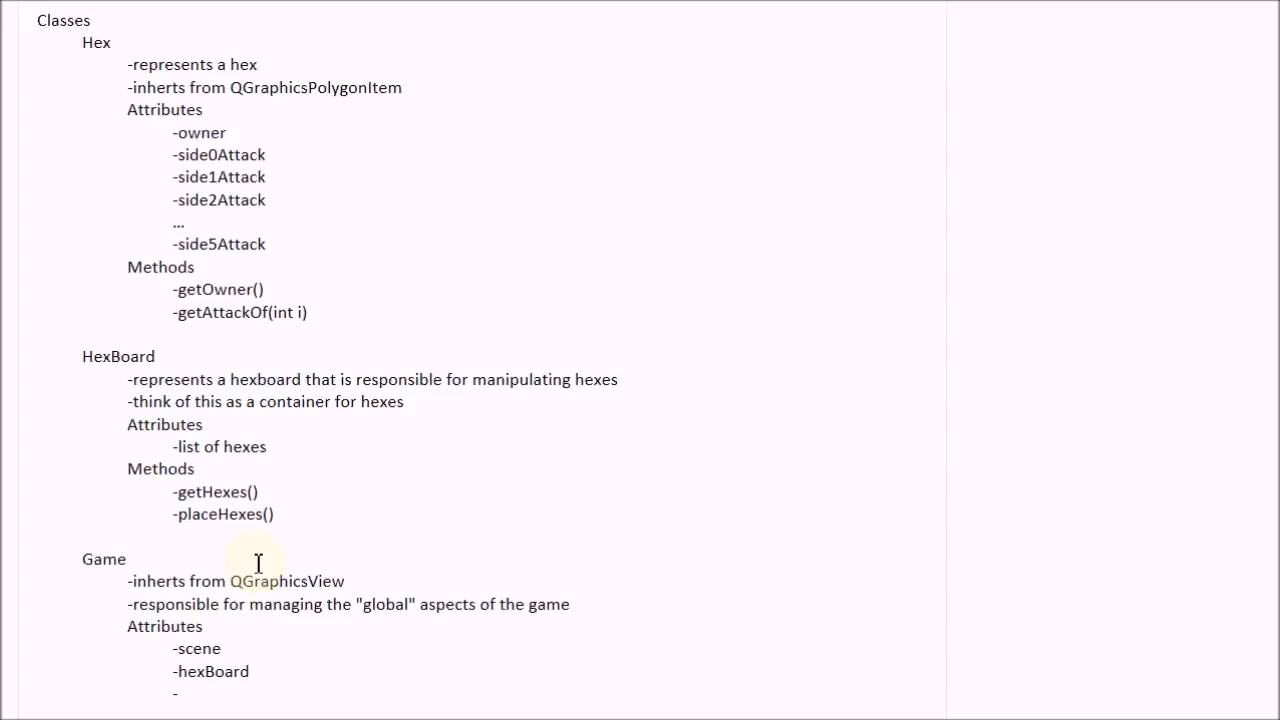 Classes
Hex
-represents a hex
-inherts from QGraphicsPolygonItem
Attributes
-owner
-side0Attack
-side1Attack
-side2Attack
...
-side5Attack
Methods
-getOwner()
-getAttackOf(int i)
HexBoard
-represents a hexboard that is responsible for manipulating hexes
-think of this as a container for hexes
Attributes
-list of hexes
Methods
-getHexes()
-placeHexes()
Game
-inherts from QGraphicsView
-responsible for managing the "global" aspects of the game
Attributes
-scene
-hexBoard
-